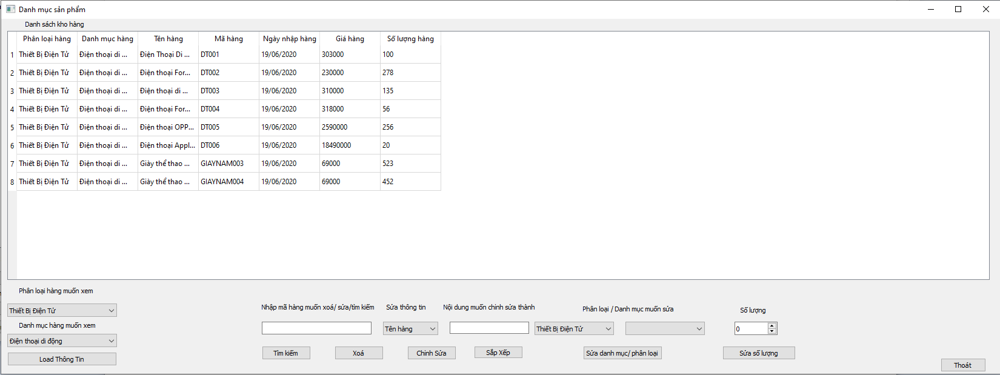 Danh mục sản phẩm
Danh sách kho hàng
Phân loại hàng Danh mục hàng Tên hàng Mã hàng Ngày nhập hàng Giá hàng Số lượng hàng
1 Thiết Bị Điện Tử Điện thoại di ... Điện Thoại Di ... DT001 19/06/2020 303000 100
2 Thiết Bị Điện Tử Điện thoại di ... Điện thoại For... DT002 19/06/2020 230000 278
3 Thiết Bị Điện Tử Điện thoại di ... Điện thoại di ... DT003 19/06/2020 310000 135
4 Thiết Bị Điện Tử Điện thoại di ... Điện thoại For... DT004 19/06/2020 318000 56
5 Thiết Bị Điện Tử Điện thoại di ... Điện thoại OPP... DT005 19/06/2020 2590000 256
6 Thiết Bị Điện Tử Điện thoại di ... Điện thoại Appl... DT006 19/06/2020 18490000 20
7 Thiết Bị Điện Tử Điện thoại di ... Giày thể thao ... GIAYNAM003 19/06/2020 69000 523
8 Thiết Bị Điện Tử Điện thoại di ... Giày thể thao ... GIAYNAM004 19/06/2020 69000 452
Phân loại hàng muốn xem
Thiết Bị Điện Tử
Danh mục hàng muốn xem
Điện thoại di động
Load Thông Tin
Nhập mã hàng muốn xoá/ sửa/tìm kiếm Sửa thông tin Nội dung muốn chỉnh sửa thành Phân loại / Danh mục muốn sửa Số lượng
Tên hàng Thiết Bị Điện Tử 0
Tìm kiếm Xoá Chỉnh Sửa Sắp Xếp Sửa danh mục/ phân loại Sửa số lượng
Thoát